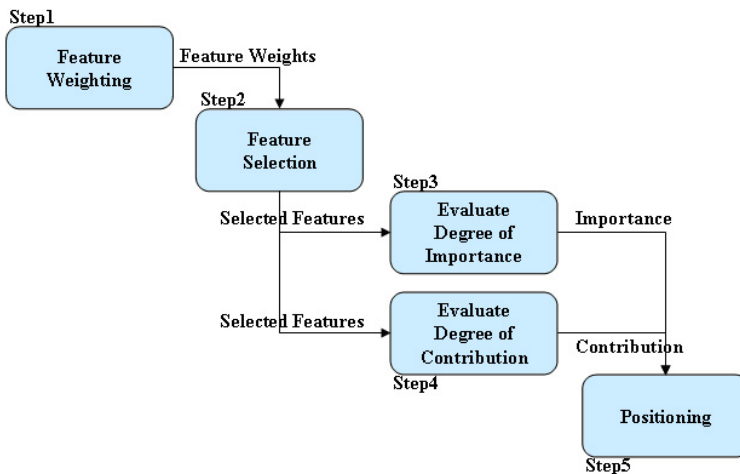 Step1
Feature
Weighting
Feature Weights
Step2
Feature
Selection
Selected Features
Step3
Evaluate
Degree of
Importance
Importance
Selected Features
Evaluate
Degree of
Contribution
Step4
Contribution
Positioning
Step5